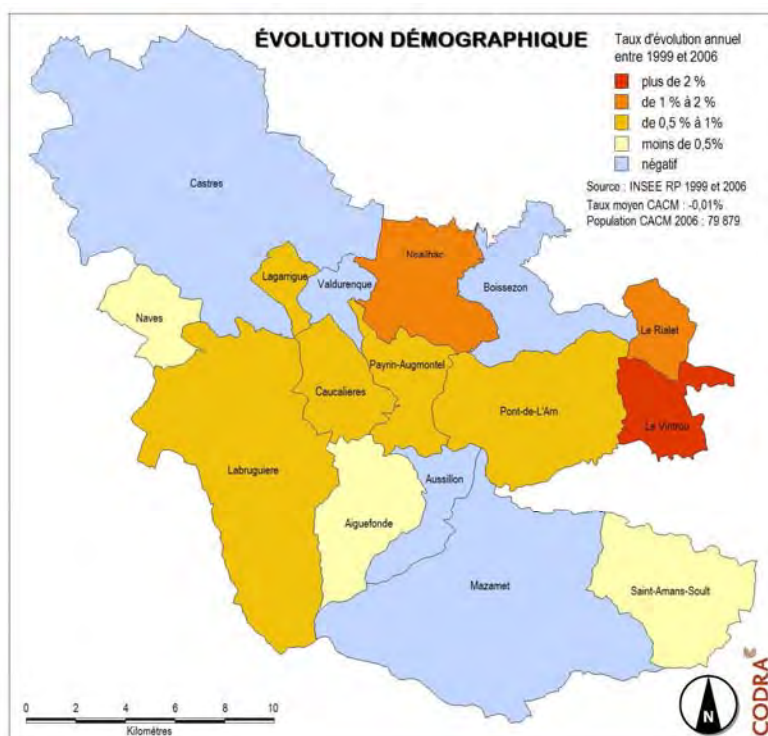 ÉVOLUTION DÉMOGRAPHIQUE
Taux d'évolution annuel
entre 1999 et 2006
plus de 2 %
de 1 % à 2 %
de 0,5 % à 1%
moins de 0,5%
négatif
Source : INSEE RP 1999 et 2006
Taux moyen CACM : -0,01%
Population CACM 2006 : 79 879
Castres
Noailhac
Lagarrigue
Valdurenque
Boissezon
Naves
Le Rialet
Caucalieres
Payrin-Augmontel
Pont-de-L'Arn
Le Vintrou
Labruguiere
Aussillon
Aiguefonde
Mazamet
Saint-Amans-Soult
0 2 4 6 8 10
Kilomètres
N
CODRA